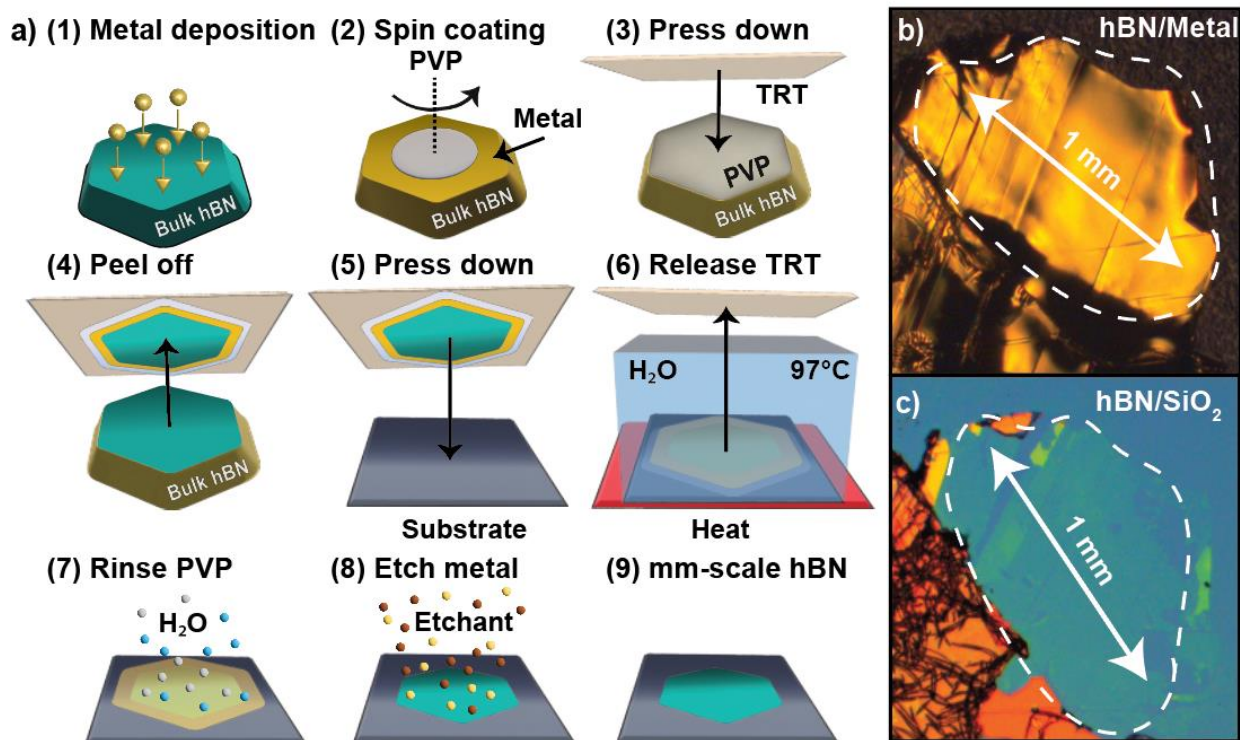 a) (1) Metal deposition
Bulk hBN
(2) Spin coating
PVP
Metal
Bulk hBN
(3) Press down
TRT
PVP
Bulk hBN
(4) Peel off
Bulk hBN
(5) Press down
Substrate
(6) Release TRT
H₂O 97°C
Heat
(7) Rinse PVP
H₂O
(8) Etch metal
Etchant
(9) mm-scale hBN
b) hBN/Metal
1 mm
c) hBN/SiO₂
1 mm